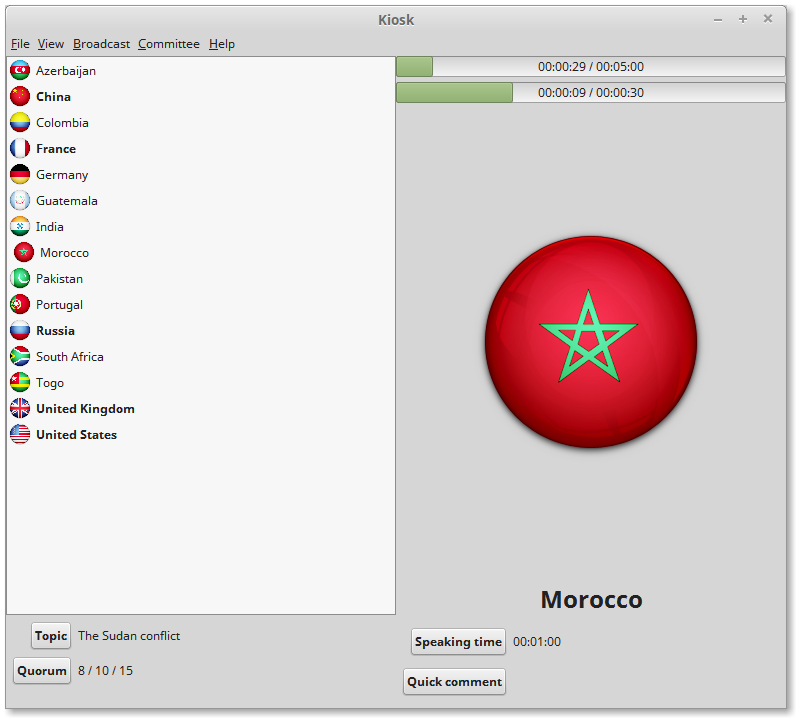 Kiosk
File View Broadcast Committee Help
Azerbaijan
China
Colombia
France
Germany
Guatemala
India
Morocco
Pakistan
Portugal
Russia
South Africa
Togo
United Kingdom
United States
00:00:29 / 00:05:00
00:00:09 / 00:00:30
Morocco
Topic The Sudan conflict
Quorum 8 / 10 / 15
Speaking time 00:01:00
Quick comment